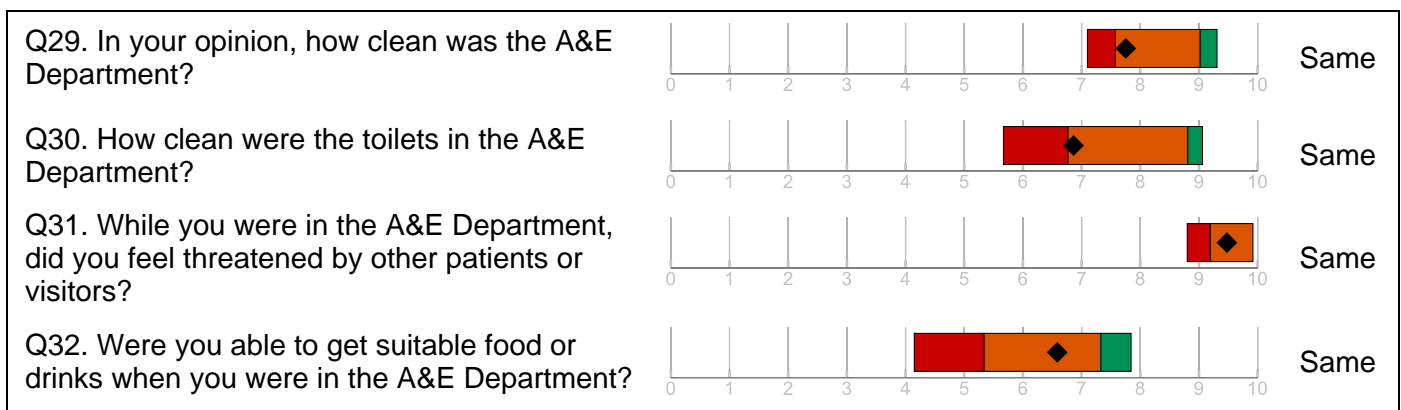 Q29. In your opinion, how clean was the A&E
Department?
Same
0 1 2 3 4 5 6 7 8 9 10
Q30. How clean were the toilets in the A&E
Department?
Same
0 1 2 3 4 5 6 7 8 9 10
Q31. While you were in the A&E Department,
did you feel threatened by other patients or
visitors?
Same
0 1 2 3 4 5 6 7 8 9 10
Q32. Were you able to get suitable food or
drinks when you were in the A&E Department?
Same
0 1 2 3 4 5 6 7 8 9 10